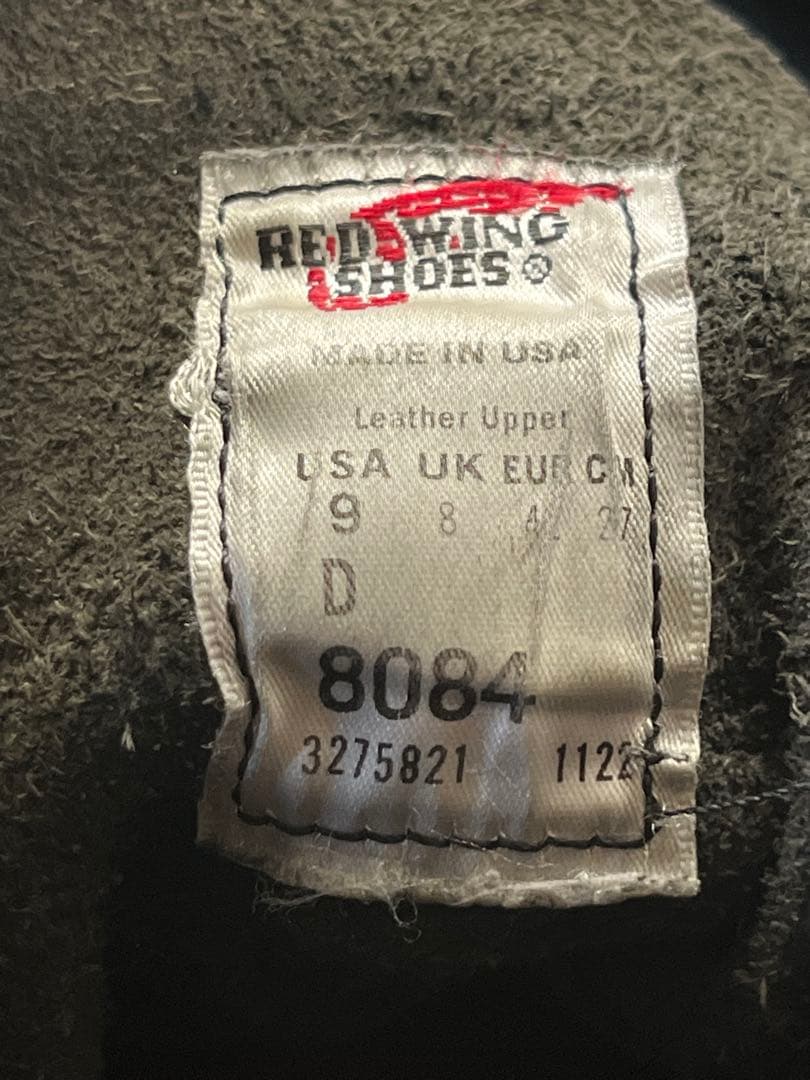 RED WING
SHOES®
MADE IN USA
Leather Upper
USA UK EUR CM
9 8 27
D
8084
3275821 1122